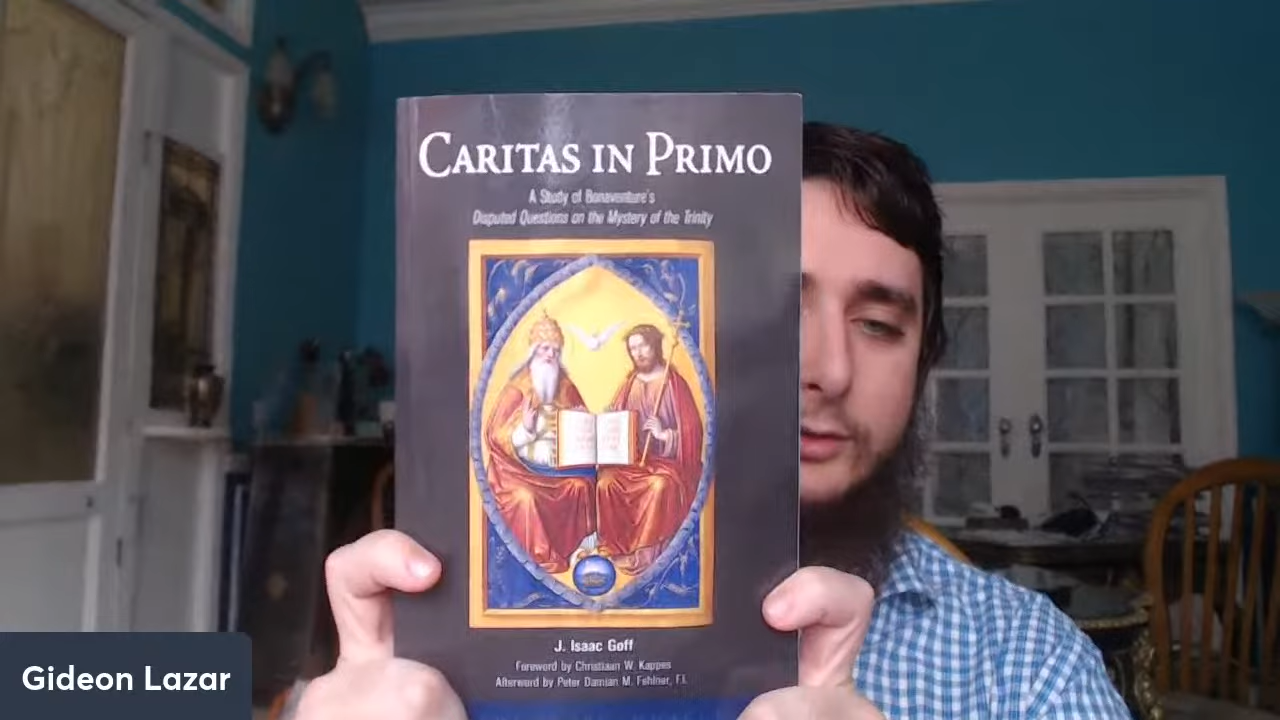 CARITAS IN PRIMO
A Study of Bonaventure's
Disputed Questions on the Mystery of the Trinity
J. Isaac Goff
Foreword by Christiaan W. Kappes
Afterword by Peter Damian M. Fehlner, F.I.
Gideon Lazar